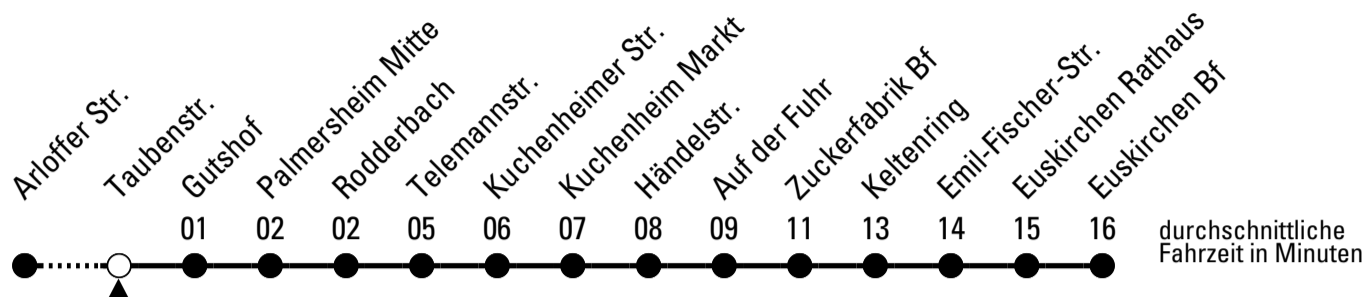 Arloffer Str.
Taubenstr.
Gutshof
Palmersheim Mitte
Rodderbach
Telemannstr.
Kuchenheimer Str.
Kuchenheim Markt
Händelstr.
Auf der Fuhr
Zuckerfabrik Bf
Keltenring
Emil-Fischer-Str.
Euskirchen Rathaus
Euskirchen Bf
01 02 02 05 06 07 08 09 11 13 14 15 16
durchschnittliche
Fahrzeit in Minuten